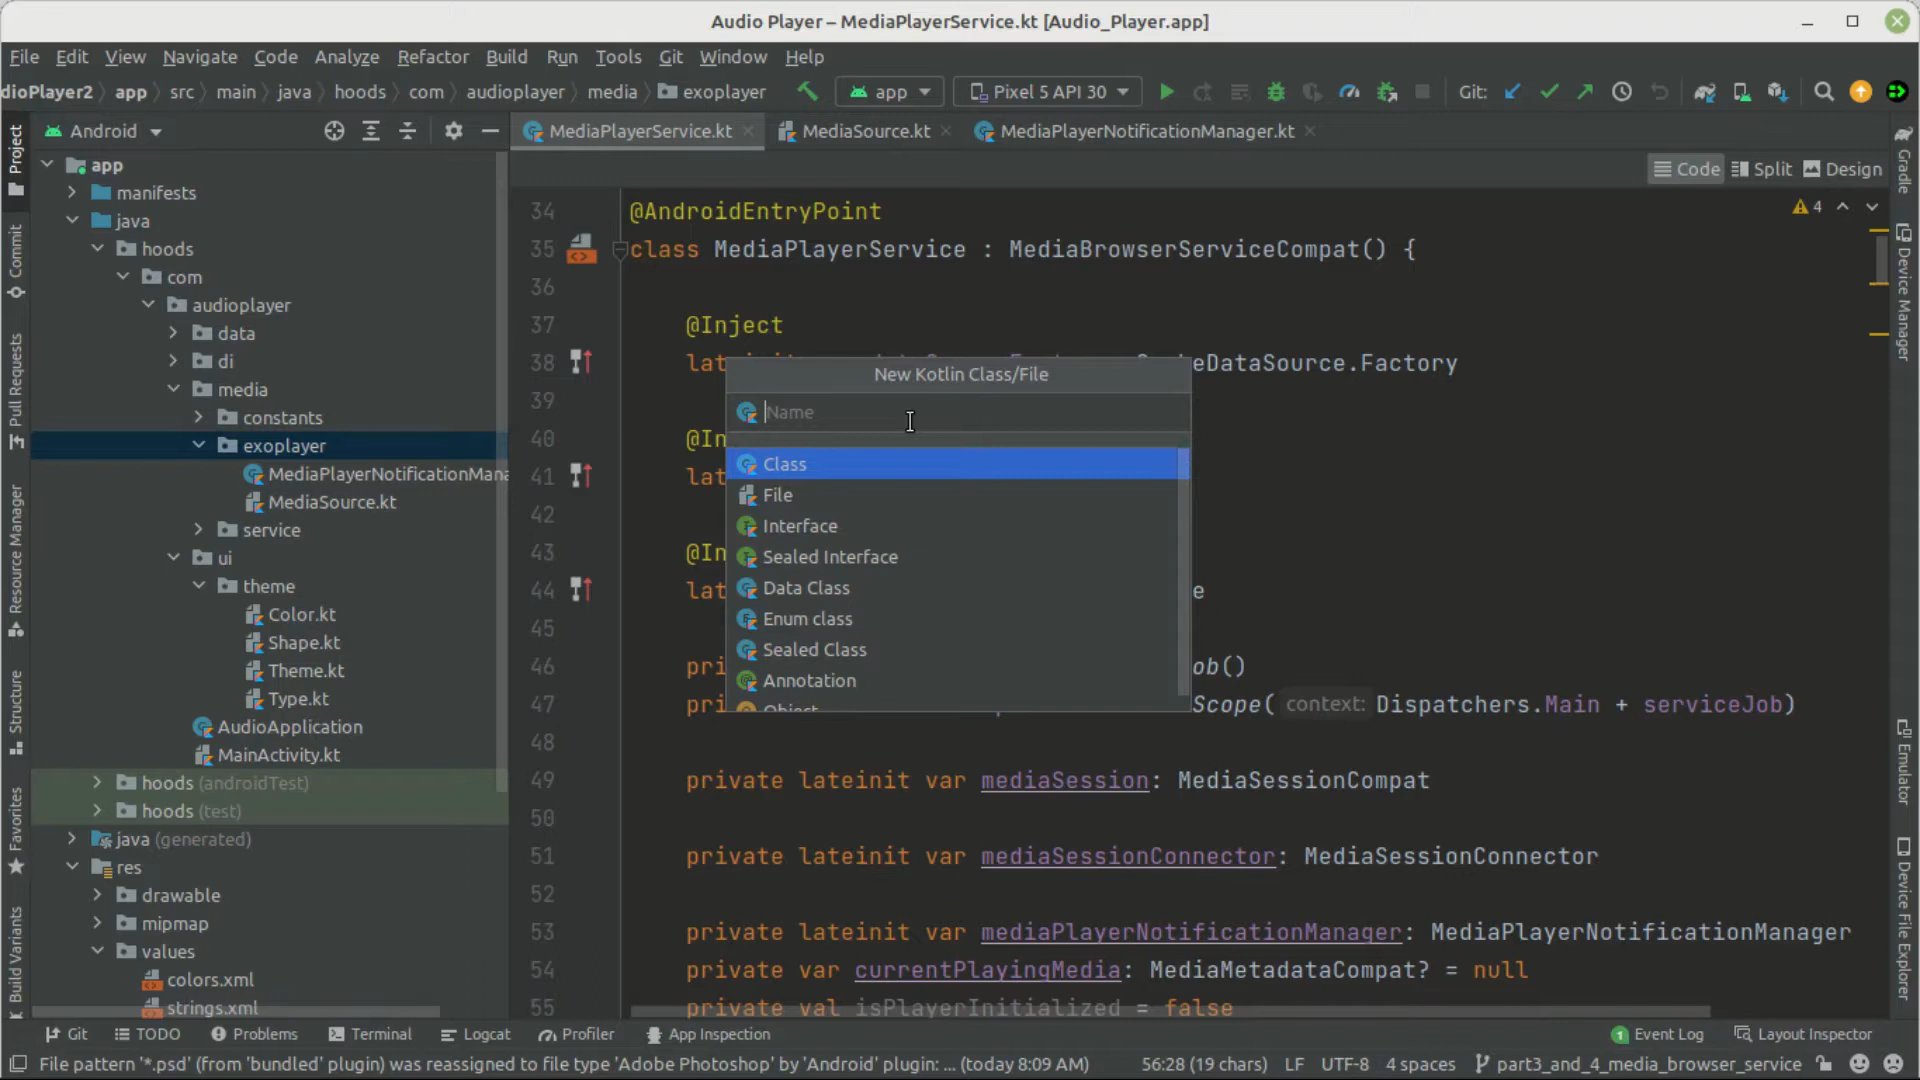 Audio Player – MediaPlayerService.kt [Audio_Player.app]
File Edit View Navigate Code Analyze Refactor Build Run Tools Git Window Help
dioPlayer2 app src main java hoods com audioplayer media exoplayer app Pixel 5 API 30 Git:
Android
MediaPlayerService.kt MediaSource.kt MediaPlayerNotificationManager.kt
Code Split Design
Project
Commit
Pull Requests
Resource Manager
Structure
Favorites
Build Variants
app
manifests
java
hoods
com
audioplayer
data
di
media
constants
exoplayer
MediaPlayerNotificationMana
MediaSource.kt
service
ui
theme
Color.kt
Shape.kt
Theme.kt
Type.kt
AudioApplication
MainActivity.kt
hoods (androidTest)
hoods (test)
java (generated)
res
drawable
mipmap
values
colors.xml
strings.xml
34 @AndroidEntryPoint
4
35 class MediaPlayerService : MediaBrowserServiceCompat() {
36
37 @Inject
38 lat eDataSource.Factory
39
40 @In
41 lat
42
43 @In
44 lat e
45
46 pri ob()
47 pri Scope( context: Dispatchers.Main + serviceJob)
48
49 private lateinit var mediaSession: MediaSessionCompat
50
51 private lateinit var mediaSessionConnector: MediaSessionConnector
52
53 private lateinit var mediaPlayerNotificationManager: MediaPlayerNotificationManager
54 private var currentPlayingMedia: MediaMetadataCompat? = null
55 private val isPlayerInitialized = false
New Kotlin Class/File
Name
Class
File
Interface
Sealed Interface
Data Class
Enum class
Sealed Class
Annotation
Object
Gradle
Device Manager
Emulator
Device File Explorer
Git TODO Problems Terminal Logcat Profiler App Inspection 1 Event Log Layout Inspector
File pattern '*.psd' (from 'bundled' plugin) was reassigned to file type 'Adobe Photoshop' by 'Android' plugin: ... (today 8:09 AM) 56:28 (19 chars) LF UTF-8 4 spaces part3_and_4_media_browser_service